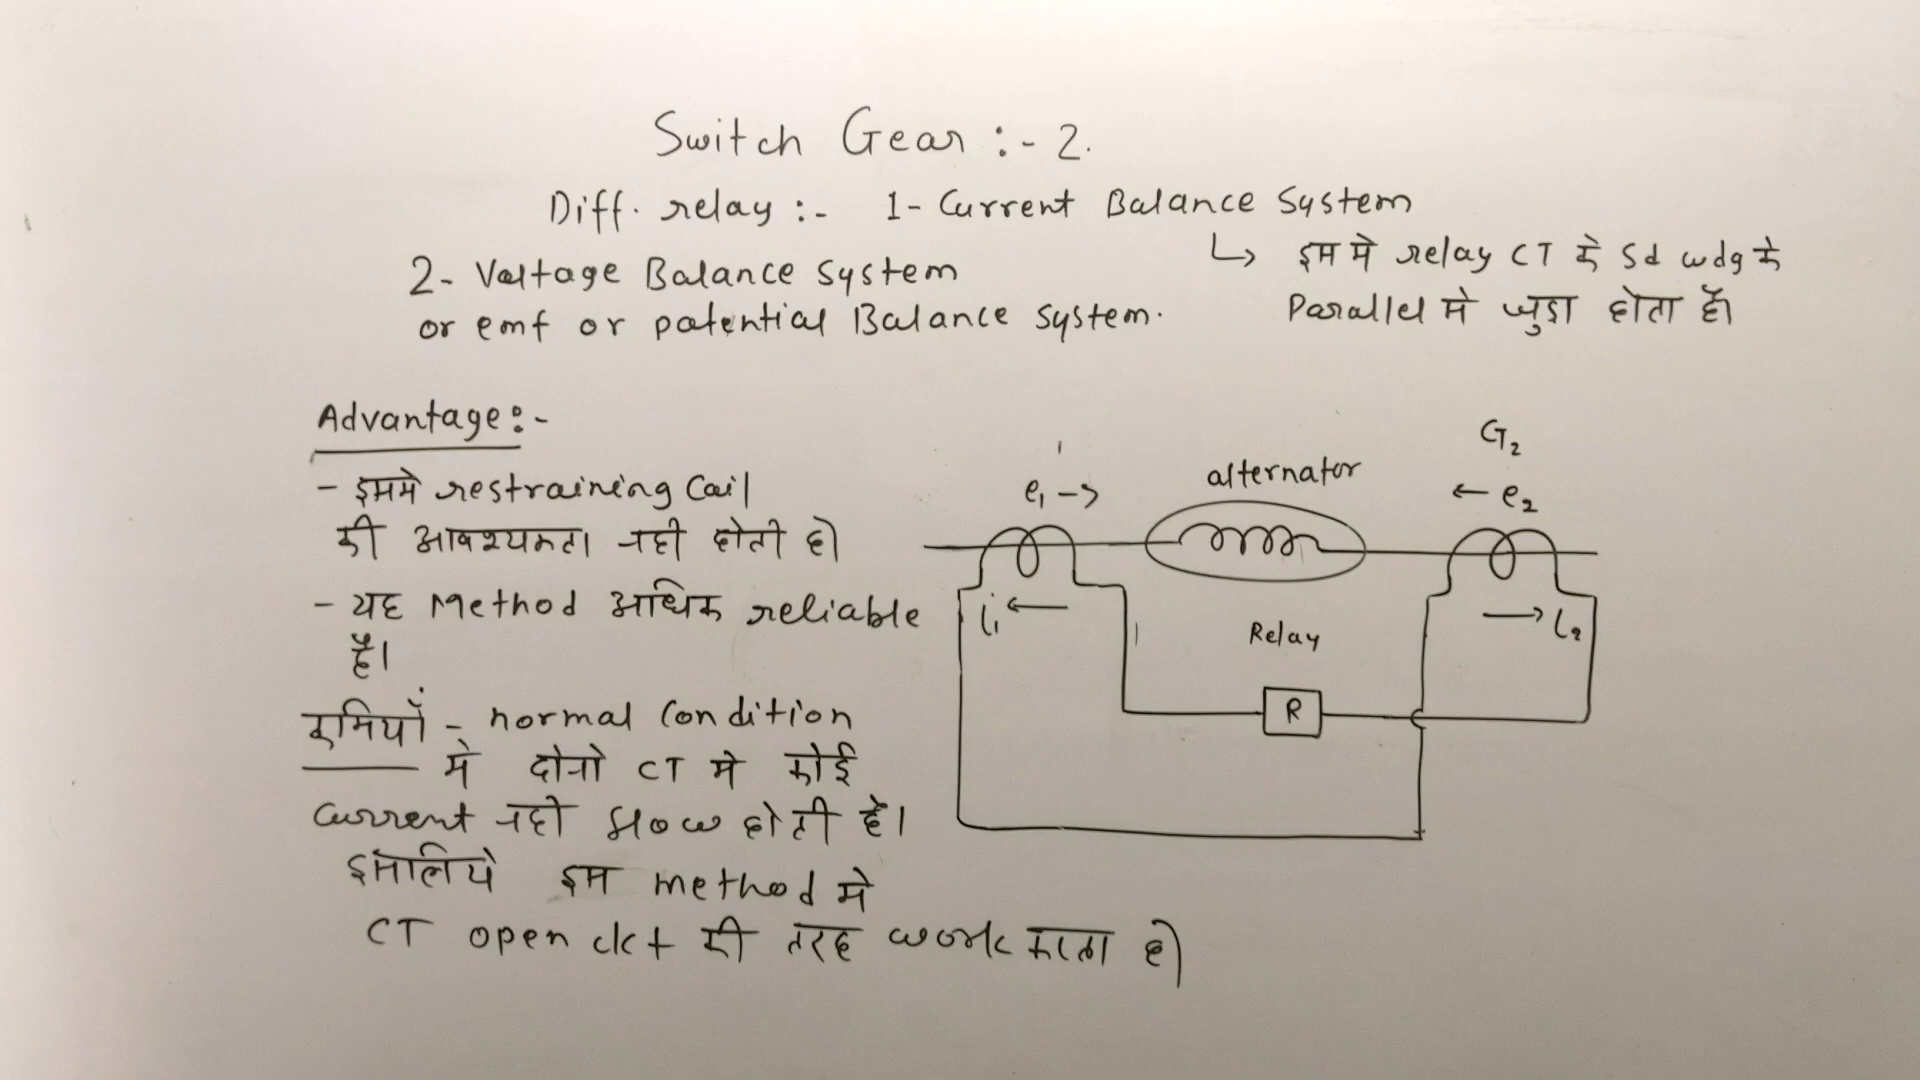 Switch Gear :- 2.
Diff. relay :- 1- Current Balance System
↳ इस मे relay CT के Sd wdg के
Parallel मे जुडा होता है।
2- Voltage Balance System
or emf or potential Balance System.
Advantage :-
- इसमे restraining Coil
की आवश्यकता नही होती है।
- यह Method अधिक reliable
है।
कमियाँ - normal Condition
मे दोनो CT मे कोई
Current नही flow होती है।
इसलिये इस method मे
CT open ckt की तरह work करता है।
G2
alternator
e1 →
← e2
i1 ←
→ i2
Relay
R